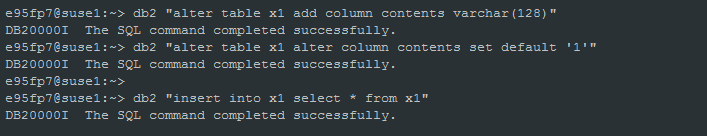 e95fp7@suse1:~> db2 "alter table x1 add column contents varchar(128)"
DB20000I  The SQL command completed successfully.
e95fp7@suse1:~> db2 "alter table x1 alter column contents set default '1'"
DB20000I  The SQL command completed successfully.
e95fp7@suse1:~>
e95fp7@suse1:~> db2 "insert into x1 select * from x1"
DB20000I  The SQL command completed successfully.